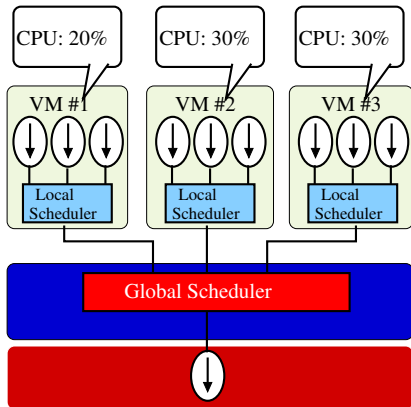 CPU: 20%
CPU: 30%
CPU: 30%
VM #1
VM #2
VM #3
Local
Scheduler
Local
Scheduler
Local
Scheduler
Global Scheduler